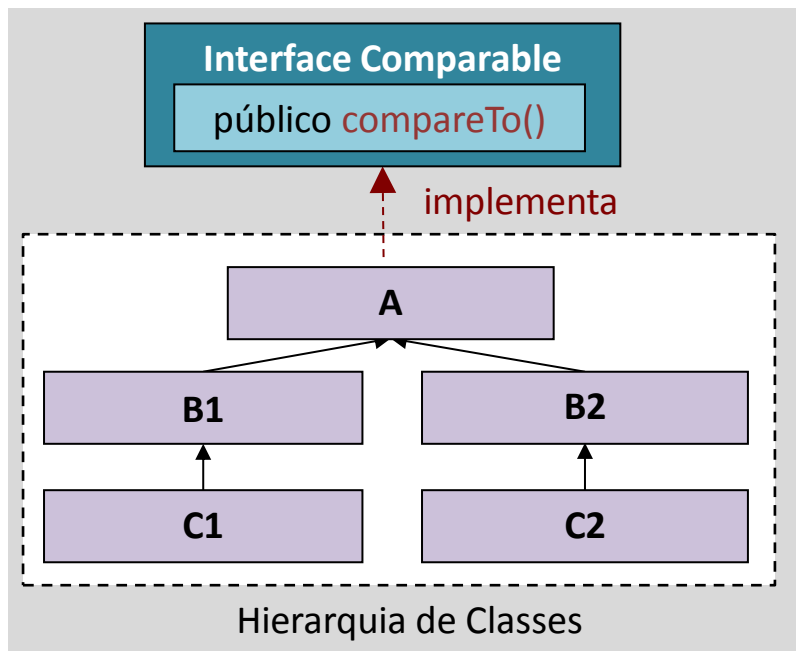 Interface Comparable
público compareTo()
implementa
A
B1
B2
C1
C2
Hierarquia de Classes